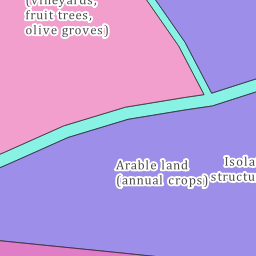 (vineyards,
fruit trees,
olive groves)
Arable land
(annual crops)
Isola
structu